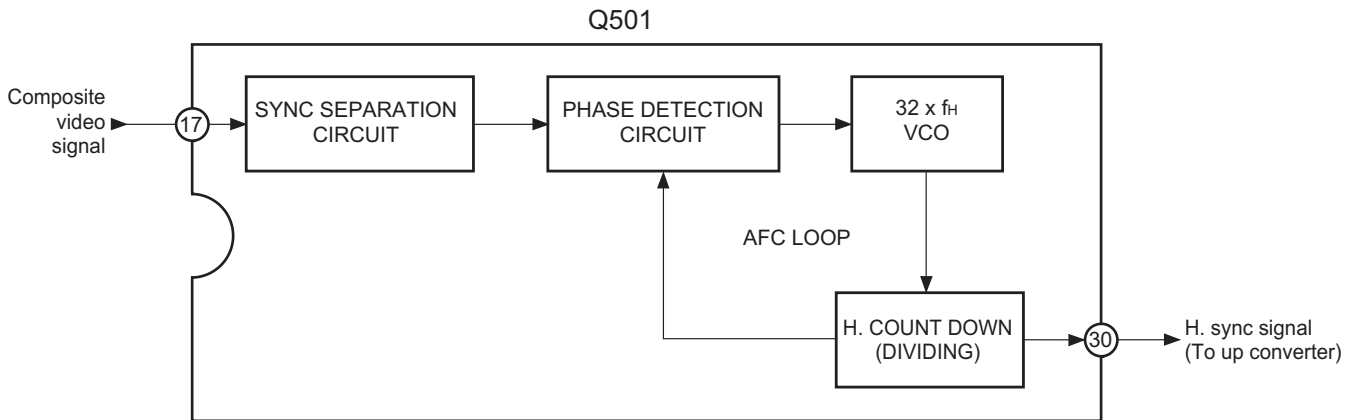 Q501
Composite
video
signal
17
SYNC SEPARATION
CIRCUIT
PHASE DETECTION
CIRCUIT
32 x fH
VCO
AFC LOOP
H. COUNT DOWN
(DIVIDING)
30
H. sync signal
(To up converter)